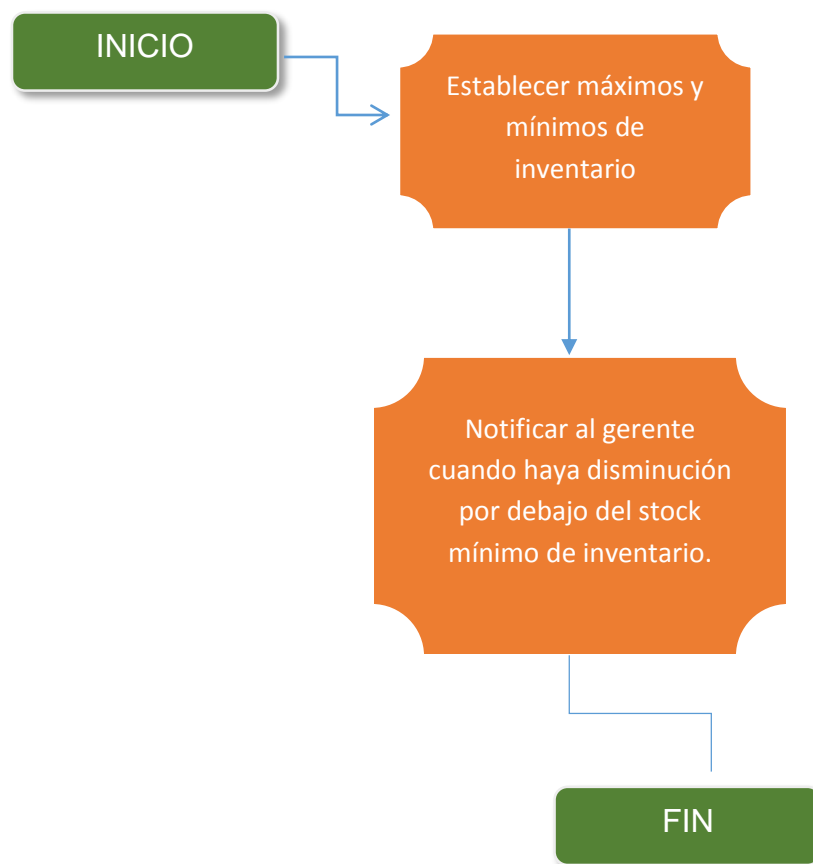 INICIO
Establecer máximos y
mínimos de
inventario
Notificar al gerente
cuando haya disminución
por debajo del stock
mínimo de inventario.
FIN